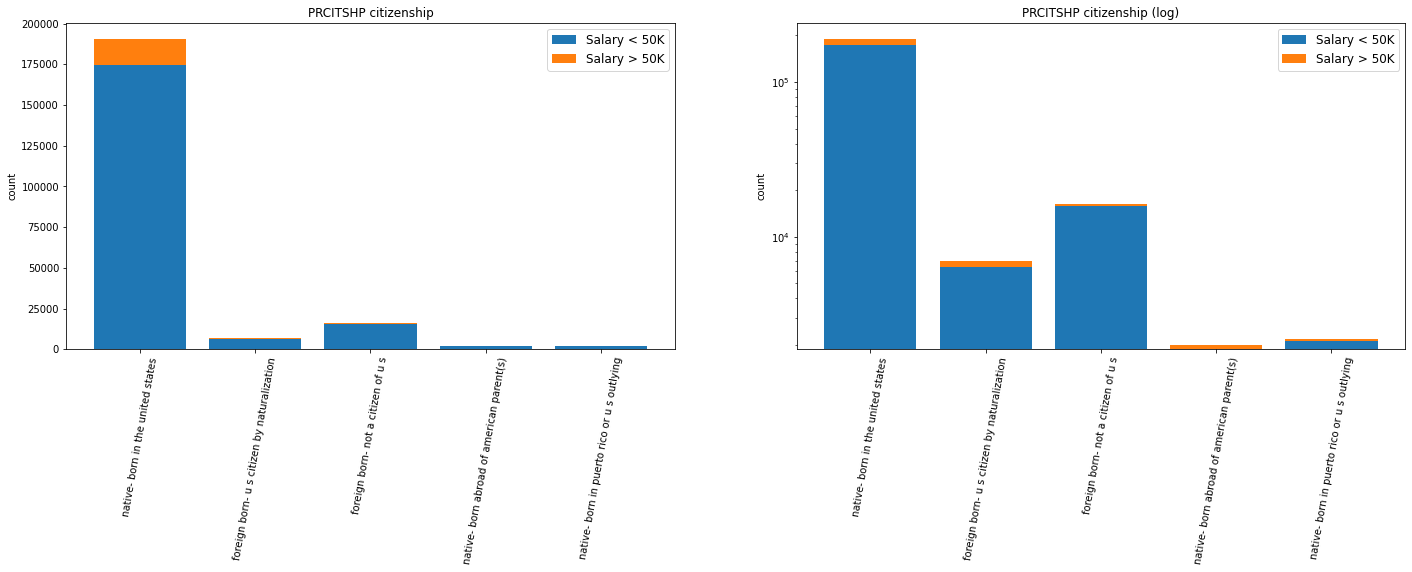 PRCITSHP citizenship
200000
175000
150000
125000
100000
75000
50000
25000
0
count
Salary < 50K
Salary > 50K
native- born in the united states
foreign born- u s citizen by naturalization
foreign born- not a citizen of u s
native- born abroad of american parent(s)
native- born in puerto rico or u s outlying
PRCITSHP citizenship (log)
10⁵
10⁴
count
Salary < 50K
Salary > 50K
native- born in the united states
foreign born- u s citizen by naturalization
foreign born- not a citizen of u s
native- born abroad of american parent(s)
native- born in puerto rico or u s outlying